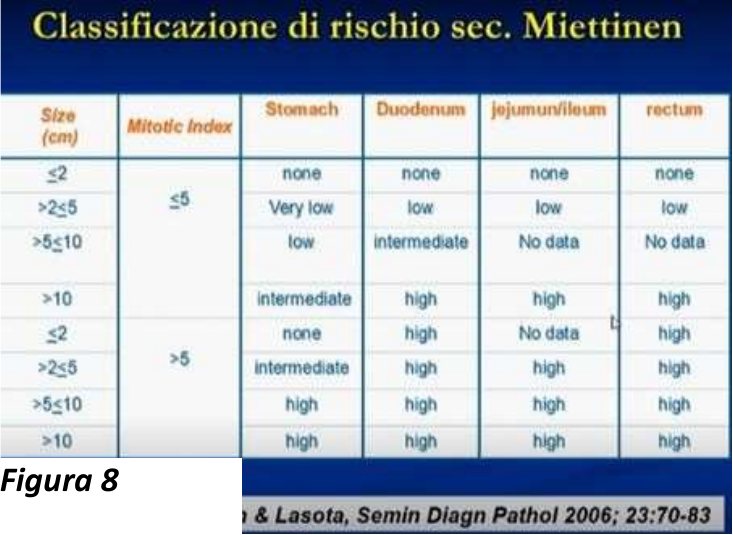 Classificazione di rischio sec. Miettinen
Size (cm) Mitotic Index Stomach Duodenum jejumun/ileum rectum
≤2 ≤5 none none none none
>2≤5 Very low low low low
>5≤10 low intermediate No data No data
>10 intermediate high high high
≤2 >5 none high No data high
>2≤5 intermediate high high high
>5≤10 high high high high
>10 high high high high
Figura 8
& Lasota, Semin Diagn Pathol 2006; 23:70-83